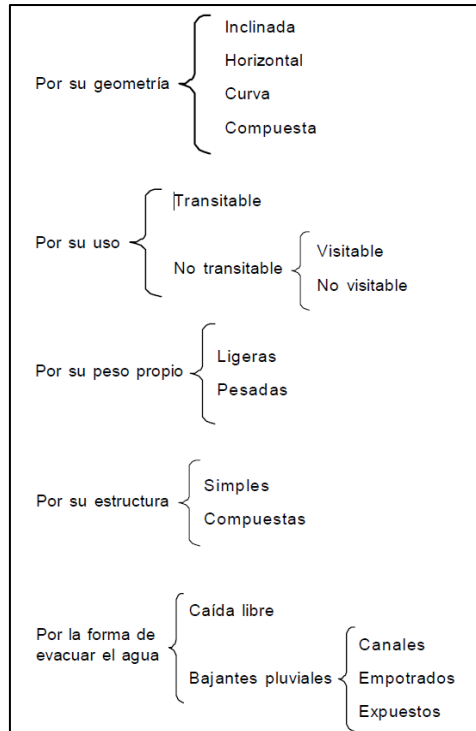 Inclinada
Horizontal
Por su geometría
Curva
Compuesta
Transitable
Por su uso
Visitable
No transitable
No visitable
Ligeras
Por su peso propio
Pesadas
Simples
Por su estructura
Compuestas
Caída libre
Por la forma de
evacuar el agua
Canales
Bajantes pluviales
Empotrados
Expuestos